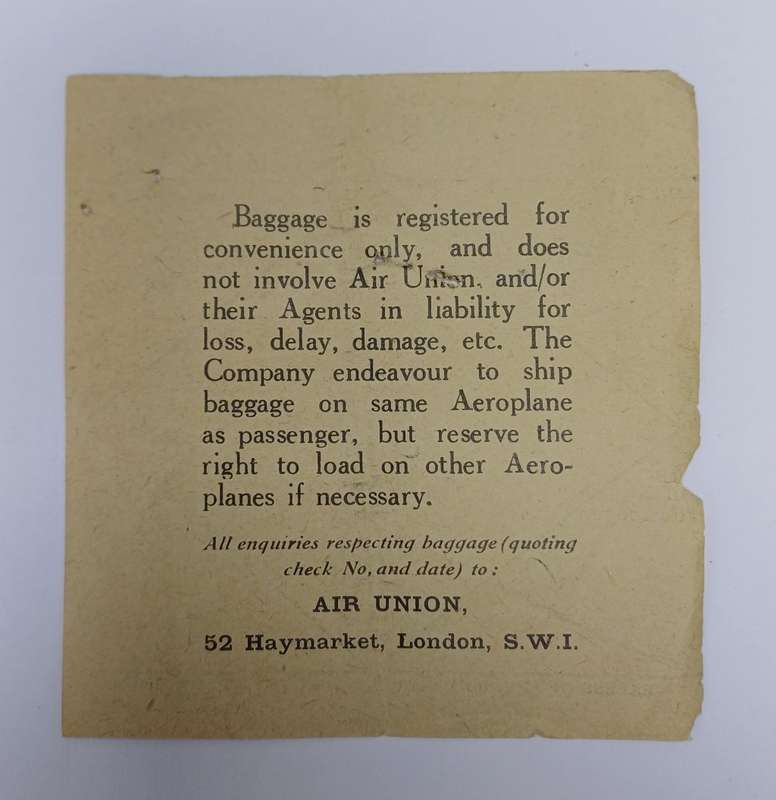 Baggage is registered for
convenience only, and does
not involve Air Union, and/or
their Agents in liability for
loss, delay, damage, etc. The
Company endeavour to ship
baggage on same Aeroplane
as passenger, but reserve the
right to load on other Aero-
planes if necessary.
All enquiries respecting baggage (quoting
check No, and date) to:
AIR UNION,
52 Haymarket, London, S.W.I.